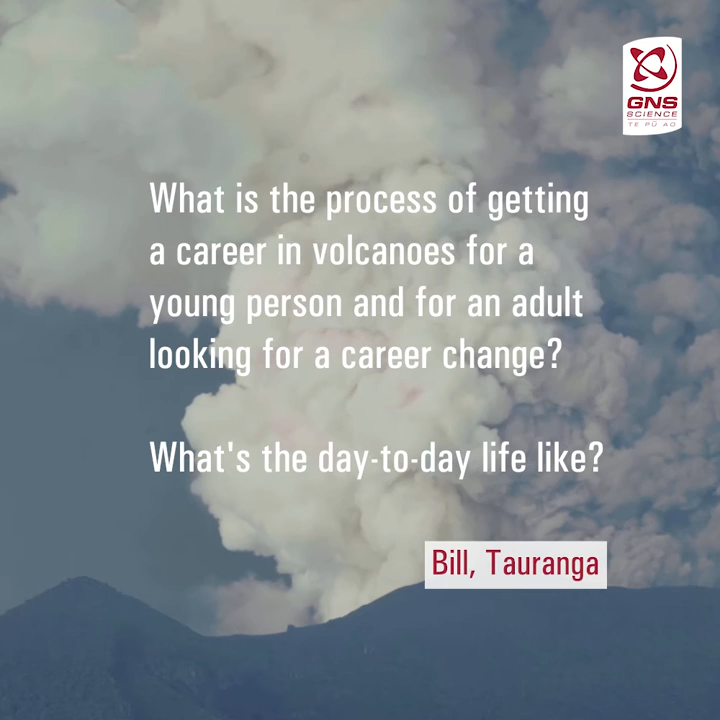 GNS
SCIENCE
TE PŪ AO
What is the process of getting
a career in volcanoes for a
young person and for an adult
looking for a career change?
What's the day-to-day life like?
Bill, Tauranga